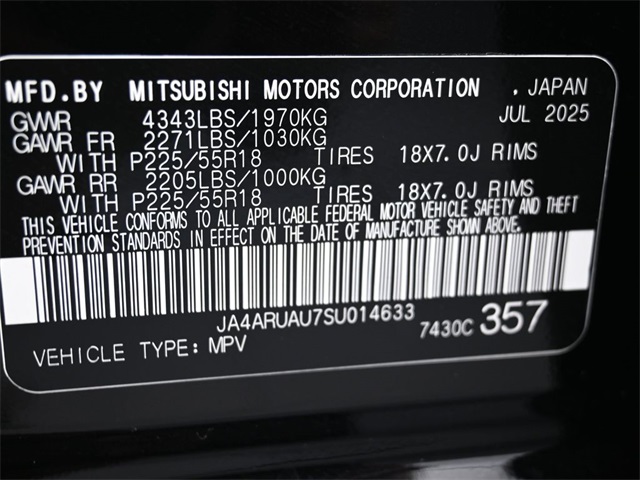 MFD.BY MITSUBISHI MOTORS CORPORATION . JAPAN
GVWR 4343LBS/1970KG JUL 2025
GAWR FR 2271LBS/1030KG
WITH P225/55R18 TIRES 18X7.0J RIMS
GAWR RR 2205LBS/1000KG
WITH P225/55R18 TIRES 18X7.0J RIMS
THIS VEHICLE CONFORMS TO ALL APPLICABLE FEDERAL MOTOR VEHICLE SAFETY AND THEFT
PREVENTION STANDARDS IN EFFECT ON THE DATE OF MANUFACTURE SHOWN ABOVE.
JA4ARUAU7SU014633 7430C 357
VEHICLE TYPE:MPV